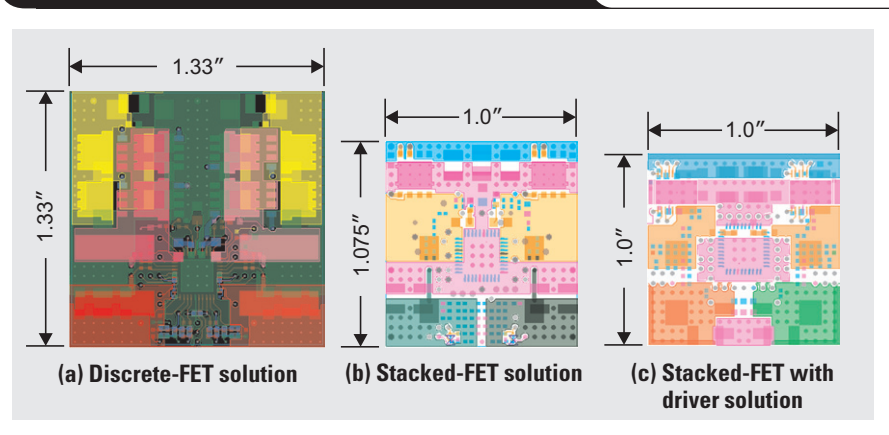 1.33″
1.33″
(a) Discrete-FET solution
1.0″
1.075″
(b) Stacked-FET solution
1.0″
1.0″
(c) Stacked-FET with
driver solution